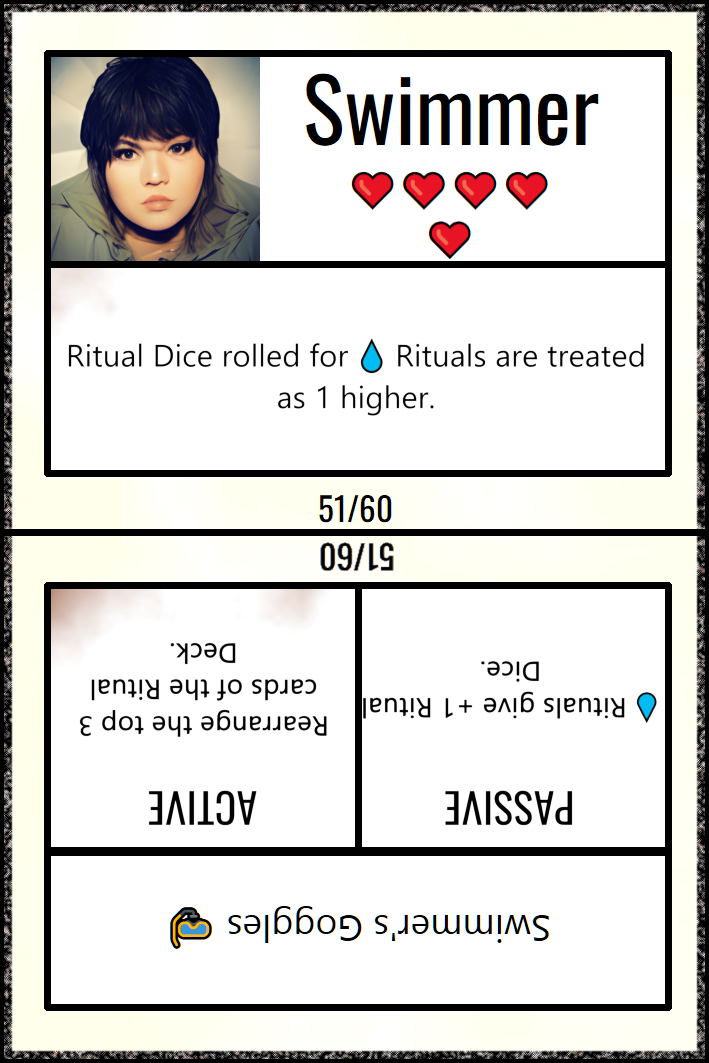 Swimmer
Ritual Dice rolled for 💧 Rituals are treated
as 1 higher.
51/60
51/60
Swimmer's Goggles
PASSIVE
💧 Rituals give +1 Ritual
Dice.
ACTIVE
Rearrange the top 3
cards of the Ritual
Deck.